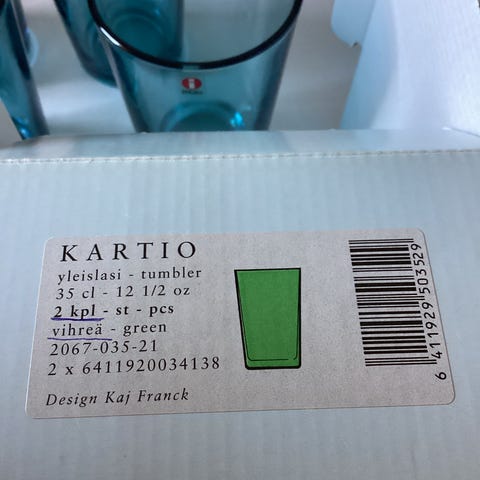 KARTIO
yleislasi - tumbler
35 cl - 12 1/2 oz
2 kpl - st - pcs
vihreä - green
2067-035-21
2 x 6411920034138
Design Kaj Franck
6 411929 503529